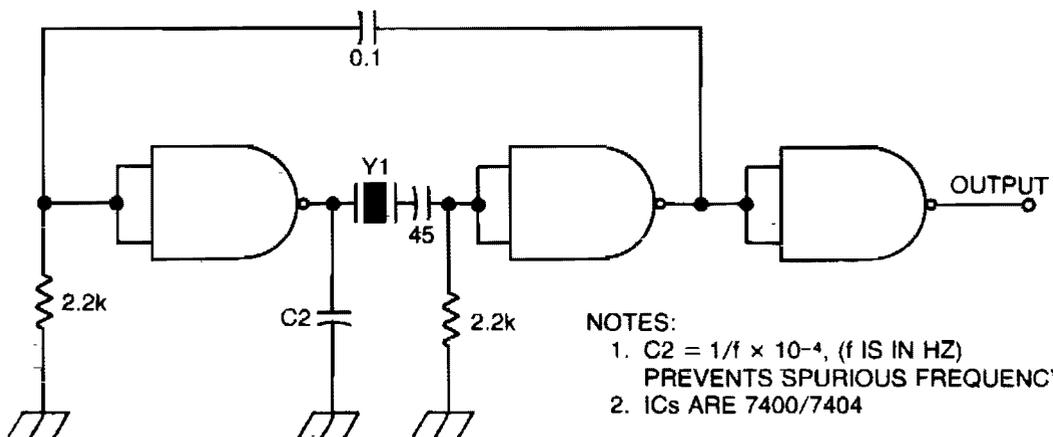 0.1
Y1
OUTPUT
45
2.2k
C2
2.2k
NOTES:
1. C2 = 1/f × 10⁻⁴, (f IS IN HZ)
PREVENTS SPURIOUS FREQUENC
2. ICs ARE 7400/7404